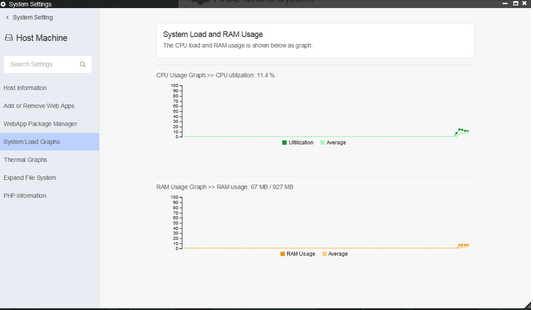 System Settings
System Setting
Host Machine
Search Settings
Host Information
Add or Remove Web Apps
WebApp Package Manager
System Load Graphs
Thermal Graphs
Expand File System
PHP Information
System Load and RAM Usage
The CPU load and RAM usage is shown below as graph.
CPU Usage Graph >> CPU utilization: 11.4 %
100
90
80
70
60
50
40
30
20
10
0
Utilization Average
RAM Usage Graph >> RAM usage: 67 MB / 927 MB
100
90
80
70
60
50
40
30
20
10
0
RAM Usage Average